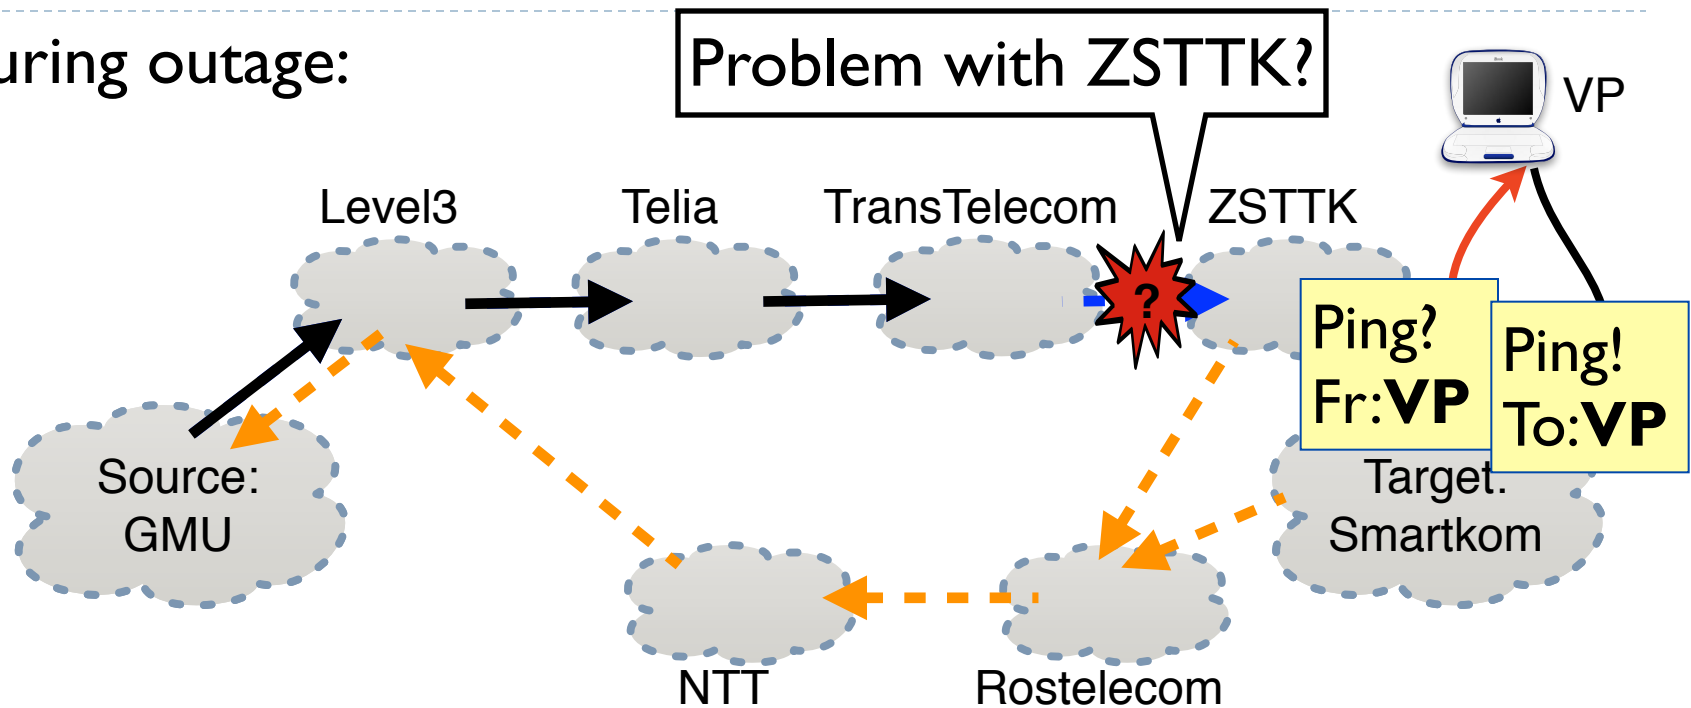 uring outage:
Problem with ZSTTK?
VP
Level3
Telia
TransTelecom
ZSTTK
?
Ping?
Fr:VP
Ping!
To:VP
Source:
GMU
Target:
Smartkom
NTT
Rostelecom